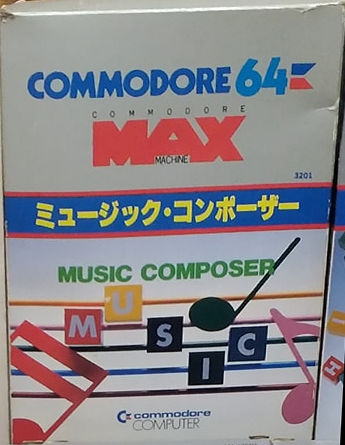 COMMODORE 64
COMMODORE
MAX
MACHINE
3201
ミュージック・コンポーザー
MUSIC COMPOSER
MUSIC
commodore
COMPUTER